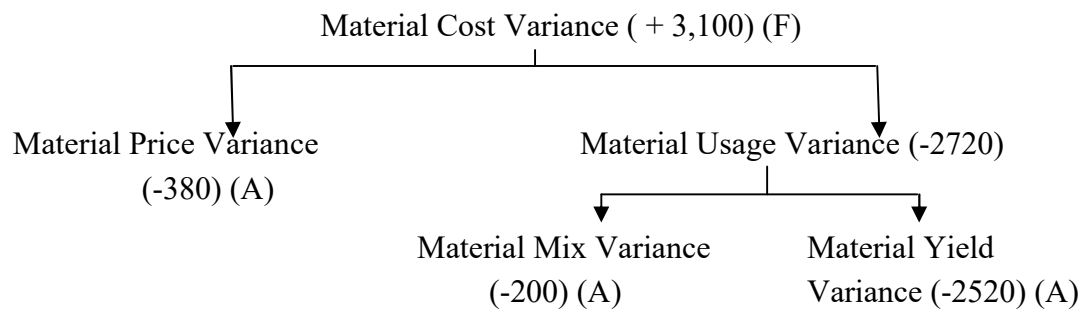 Material Cost Variance ( + 3,100) (F)
Material Price Variance
(-380) (A)
Material Usage Variance (-2720)
Material Mix Variance
(-200) (A)
Material Yield
Variance (-2520) (A)